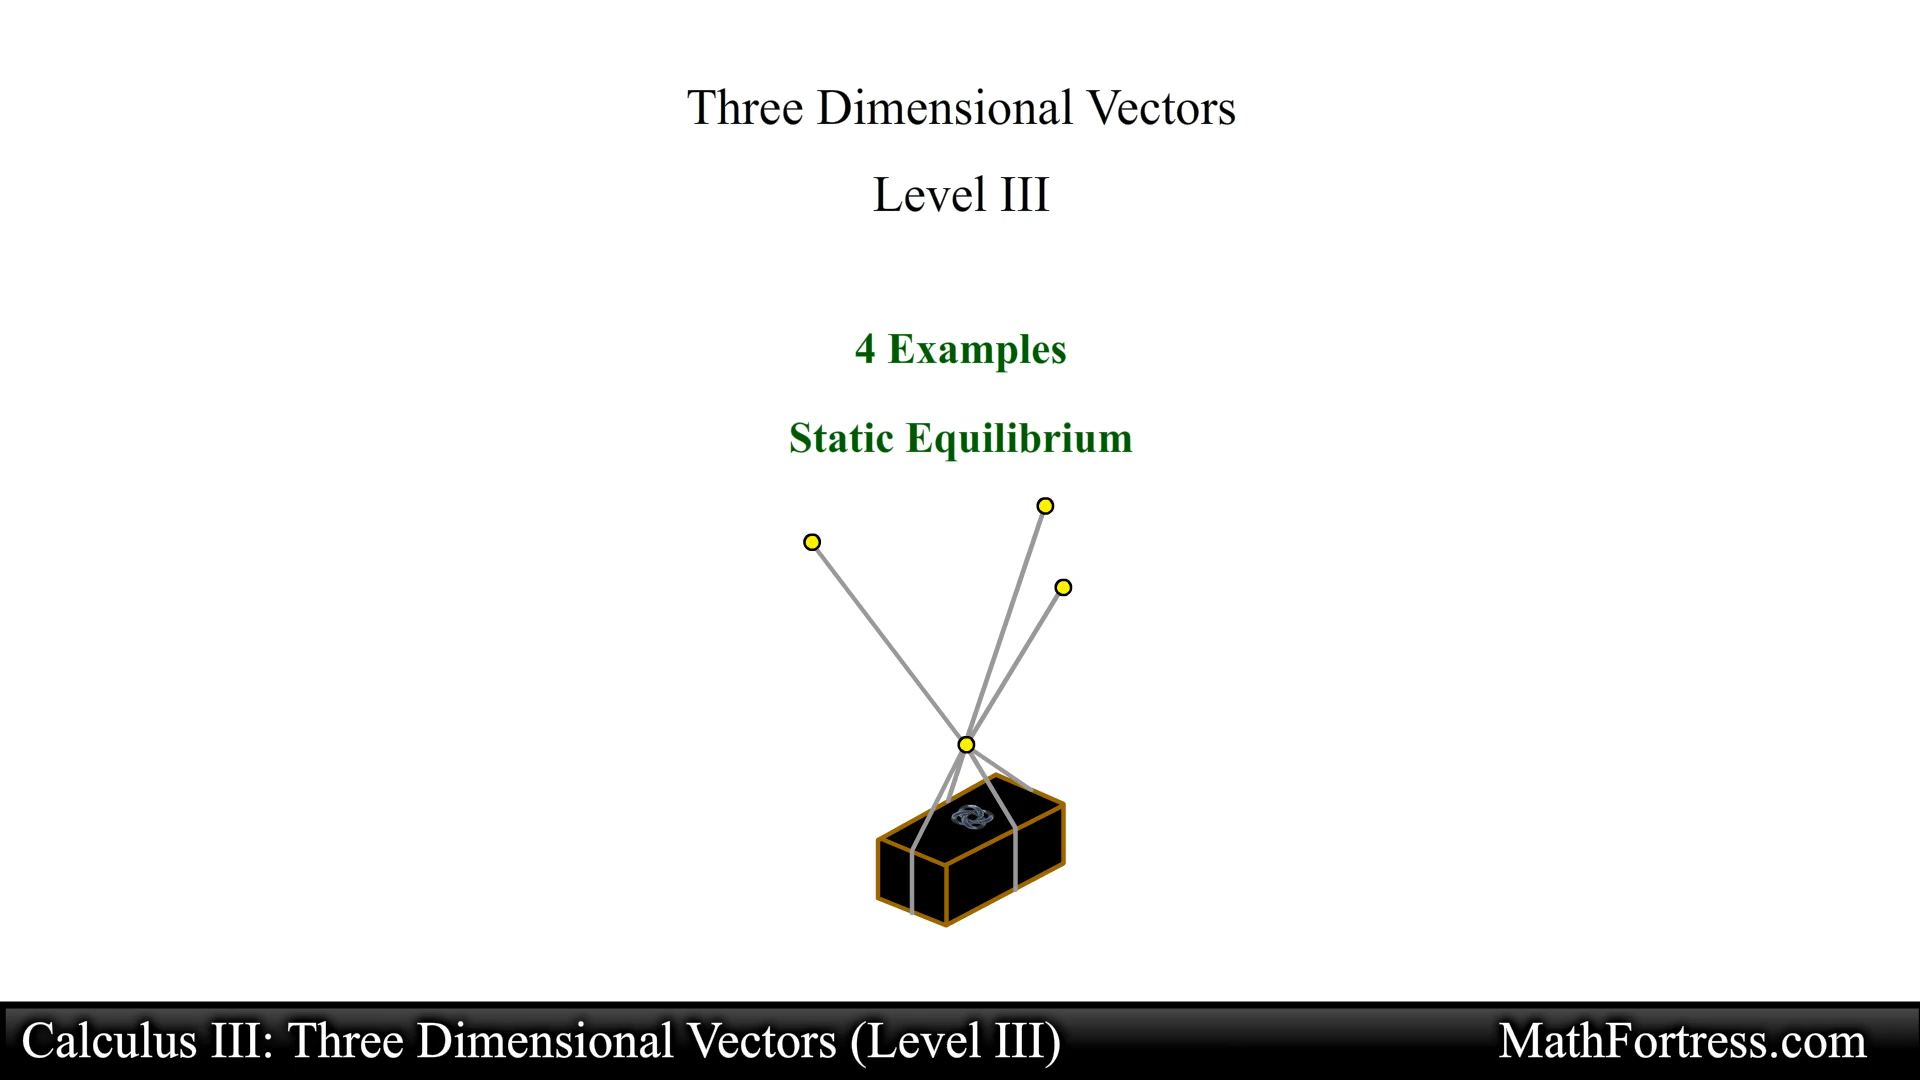 Three Dimensional Vectors
Level III
4 Examples
Static Equilibrium
Calculus III: Three Dimensional Vectors (Level III)
MathFortress.com